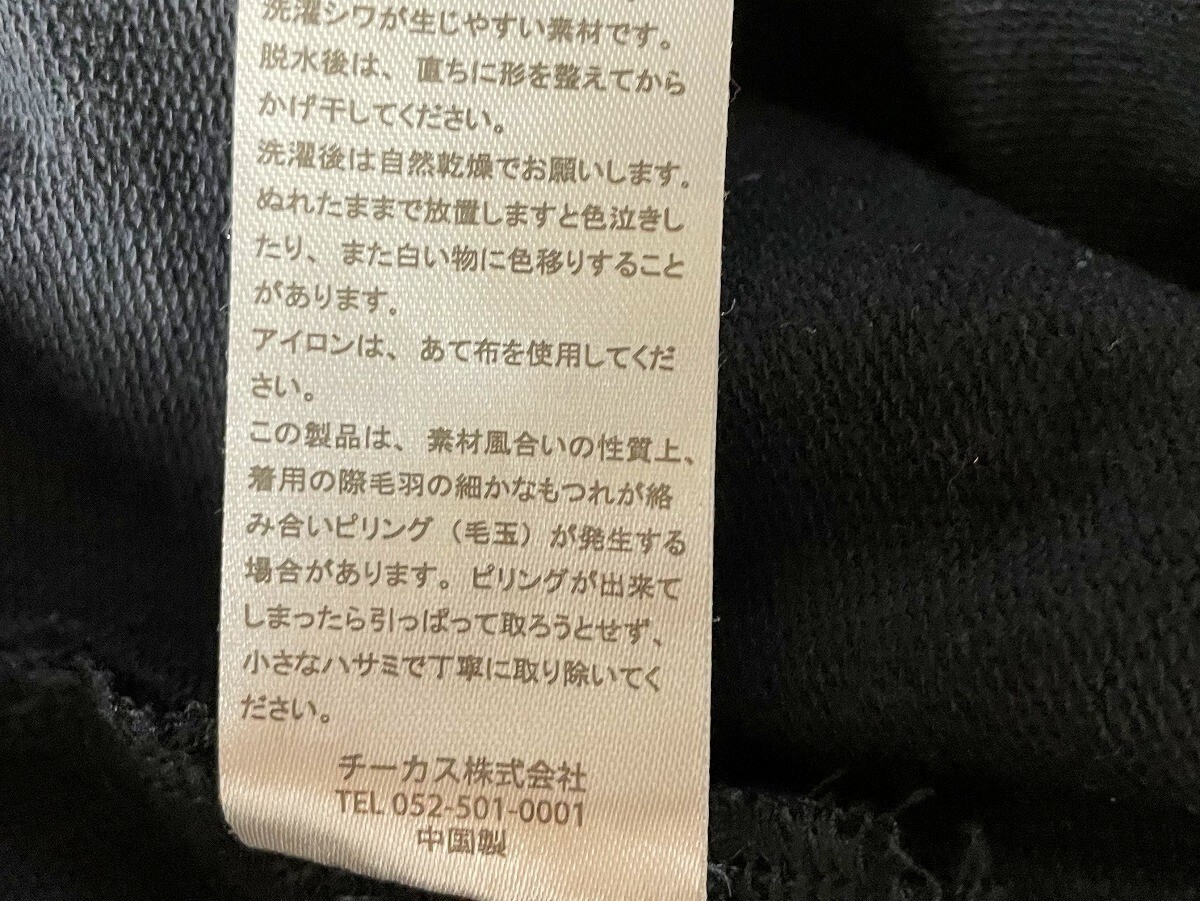 洗濯シワが生じやすい素材です。
脱水後は、直ちに形を整えてから
かげ干してください。
洗濯後は自然乾燥でお願いします。
ぬれたままで放置しますと色泣きし
たり、また白い物に色移りすること
があります。
アイロンは、あて布を使用してくだ
さい。
この製品は、素材風合いの性質上、
着用の際毛羽の細かなもつれが絡
み合いピリング（毛玉）が発生する
場合があります。ピリングが出来て
しまったら引っぱって取ろうとせず、
小さなハサミで丁寧に取り除いてく
ださい。
チーカス株式会社
TEL 052-501-0001
中国製